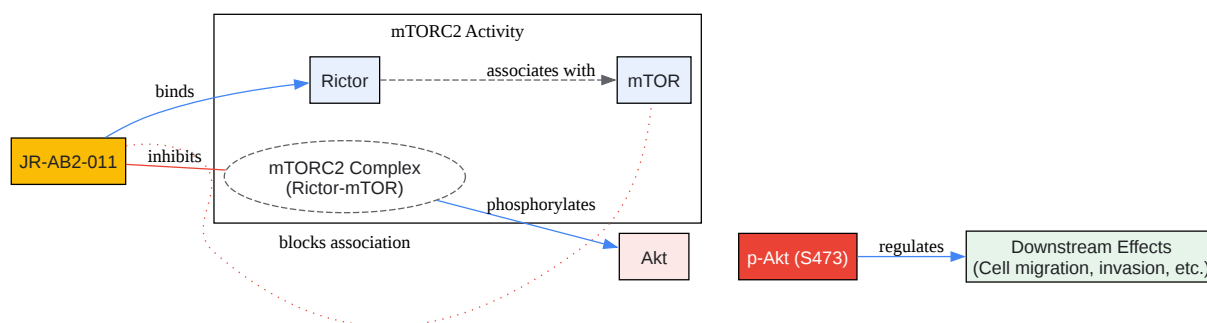 mTORC2 Activity
Rictor
associates with
mTOR
binds
JR-AB2-011
inhibits
mTORC2 Complex
(Rictor-mTOR)
phosphorylates
blocks association
Akt
p-Akt (S473)
regulates
Downstream Effects
(Cell migration, invasion, etc.)